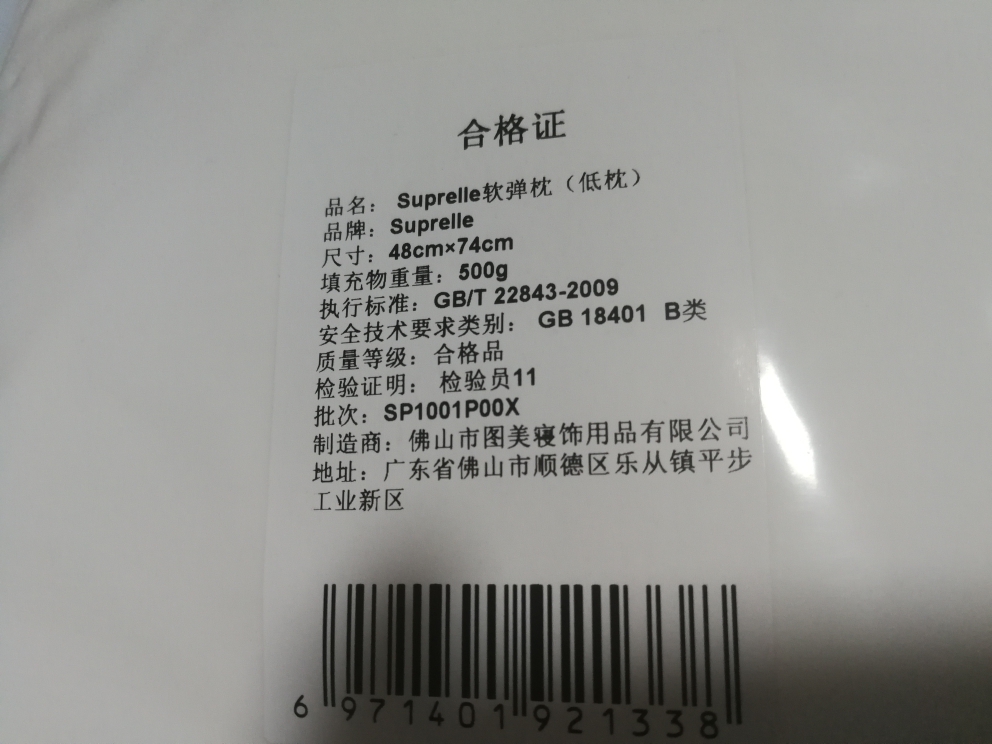 合格证
品名： Suprelle软弹枕（低枕）
品牌：Suprelle
尺寸：48cm×74cm
填充物重量：500g
执行标准：GB/T 22843-2009
安全技术要求类别： GB 18401 B类
质量等级：合格品
检验证明： 检验员11
批次：SP1001P00X
制造商：佛山市图美寝饰用品有限公司
地址：广东省佛山市顺德区乐从镇平步
工业新区
6 971401 921338